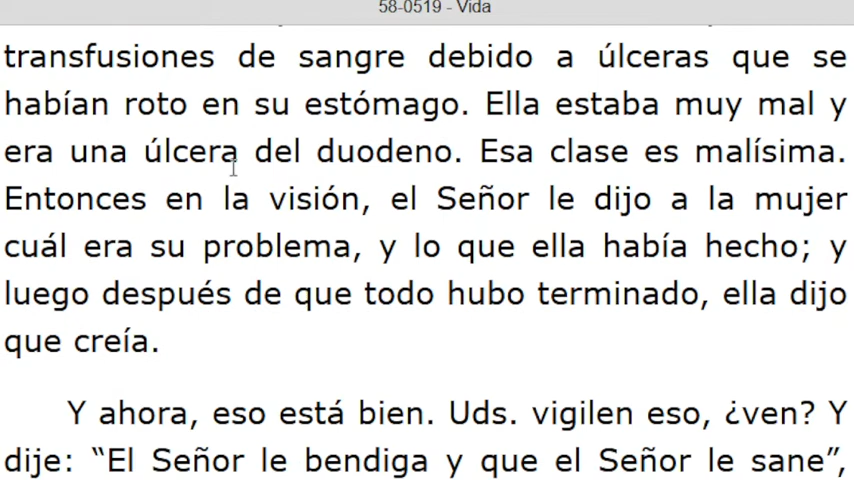 58-0519 - Vida
transfusiones de sangre debido a úlceras que se
habían roto en su estómago. Ella estaba muy mal y
era una úlcera del duodeno. Esa clase es malísima.
Entonces en la visión, el Señor le dijo a la mujer
cuál era su problema, y lo que ella había hecho; y
luego después de que todo hubo terminado, ella dijo
que creía.
Y ahora, eso está bien. Uds. vigilen eso, ¿ven? Y
dije: “El Señor le bendiga y que el Señor le sane”,